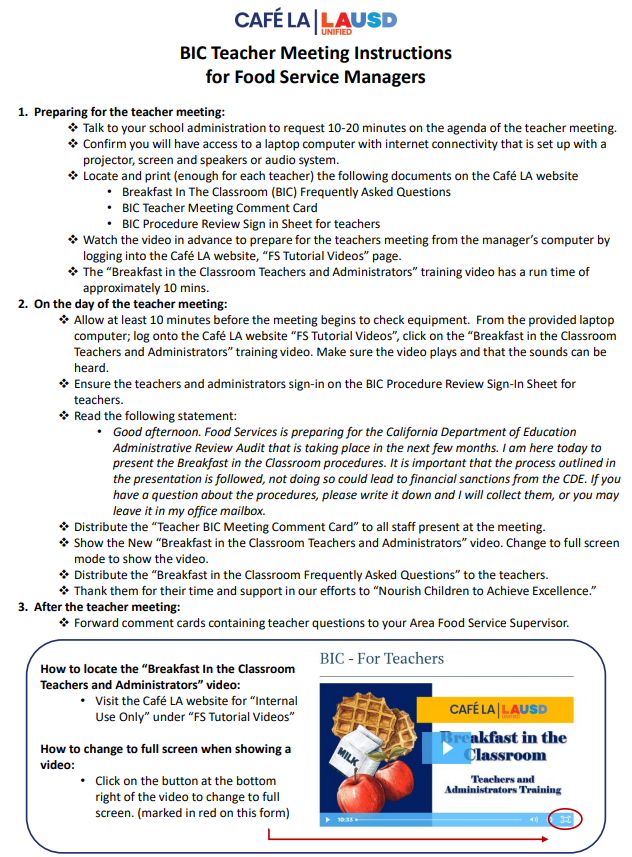 CAFÉ LA LAUSD
UNIFIED
BIC Teacher Meeting Instructions
for Food Service Managers
1. Preparing for the teacher meeting:
❖ Talk to your school administration to request 10-20 minutes on the agenda of the teacher meeting.
❖ Confirm you will have access to a laptop computer with internet connectivity that is set up with a
projector, screen and speakers or audio system.
❖ Locate and print (enough for each teacher) the following documents on the Café LA website
• Breakfast In The Classroom (BIC) Frequently Asked Questions
• BIC Teacher Meeting Comment Card
• BIC Procedure Review Sign in Sheet for teachers
❖ Watch the video in advance to prepare for the teachers meeting from the manager's computer by
logging into the Café LA website, "FS Tutorial Videos" page.
❖ The "Breakfast in the Classroom Teachers and Administrators" training video has a run time of
approximately 10 mins.
2. On the day of the teacher meeting:
❖ Allow at least 10 minutes before the meeting begins to check equipment. From the provided laptop
computer; log onto the Café LA website "FS Tutorial Videos", click on the "Breakfast in the Classroom
Teachers and Administrators" training video. Make sure the video plays and that the sounds can be
heard.
❖ Ensure the teachers and administrators sign-in on the BIC Procedure Review Sign-In Sheet for
teachers.
❖ Read the following statement:
• Good afternoon. Food Services is preparing for the California Department of Education
Administrative Review Audit that is taking place in the next few months. I am here today to
present the Breakfast in the Classroom procedures. It is important that the process outlined in
the presentation is followed, not doing so could lead to financial sanctions from the CDE. If you
have a question about the procedures, please write it down and I will collect them, or you may
leave it in my office mailbox.
❖ Distribute the "Teacher BIC Meeting Comment Card" to all staff present at the meeting.
❖ Show the New "Breakfast in the Classroom Teachers and Administrators" video. Change to full screen
mode to show the video.
❖ Distribute the "Breakfast in the Classroom Frequently Asked Questions" to the teachers.
❖ Thank them for their time and support in our efforts to "Nourish Children to Achieve Excellence."
3. After the teacher meeting:
❖ Forward comment cards containing teacher questions to your Area Food Service Supervisor.
How to locate the "Breakfast In the Classroom
Teachers and Administrators" video:
• Visit the Café LA website for "Internal
Use Only" under "FS Tutorial Videos"
How to change to full screen when showing a
video:
• Click on the button at the bottom
right of the video to change to full
screen. (marked in red on this form)
BIC - For Teachers
CAFÉ LA LAUSD
UNIFIED
MILK
Breakfast in the
Classroom
Teachers and
Administrators Training
10:33